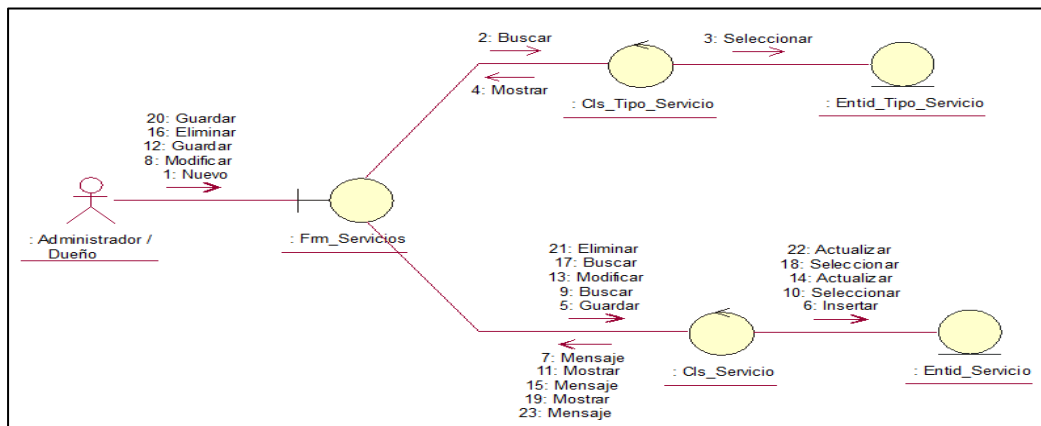 2: Buscar
3: Seleccionar
4: Mostrar
: Cls_Tipo_Servicio
: Entid_Tipo_Servicio
20: Guardar
16: Eliminar
12: Guardar
8: Modificar
1: Nuevo
: Administrador /
Dueño
: Frm_Servicios
21: Eliminar
17: Buscar
13: Modificar
9: Buscar
5: Guardar
22: Actualizar
18: Seleccionar
14: Actualizar
10: Seleccionar
6: Insertar
7: Mensaje
11: Mostrar
15: Mensaje
19: Mostrar
23: Mensaje
: Cls_Servicio
: Entid_Servicio